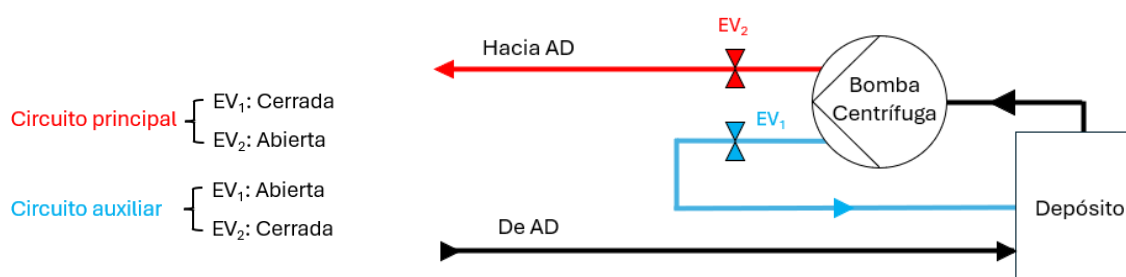 Circuito principal
EV₁: Cerrada
EV₂: Abierta
Circuito auxiliar
EV₁: Abierta
EV₂: Cerrada
Hacia AD
EV₂
Bomba
Centrífuga
EV₁
Depósito
De AD